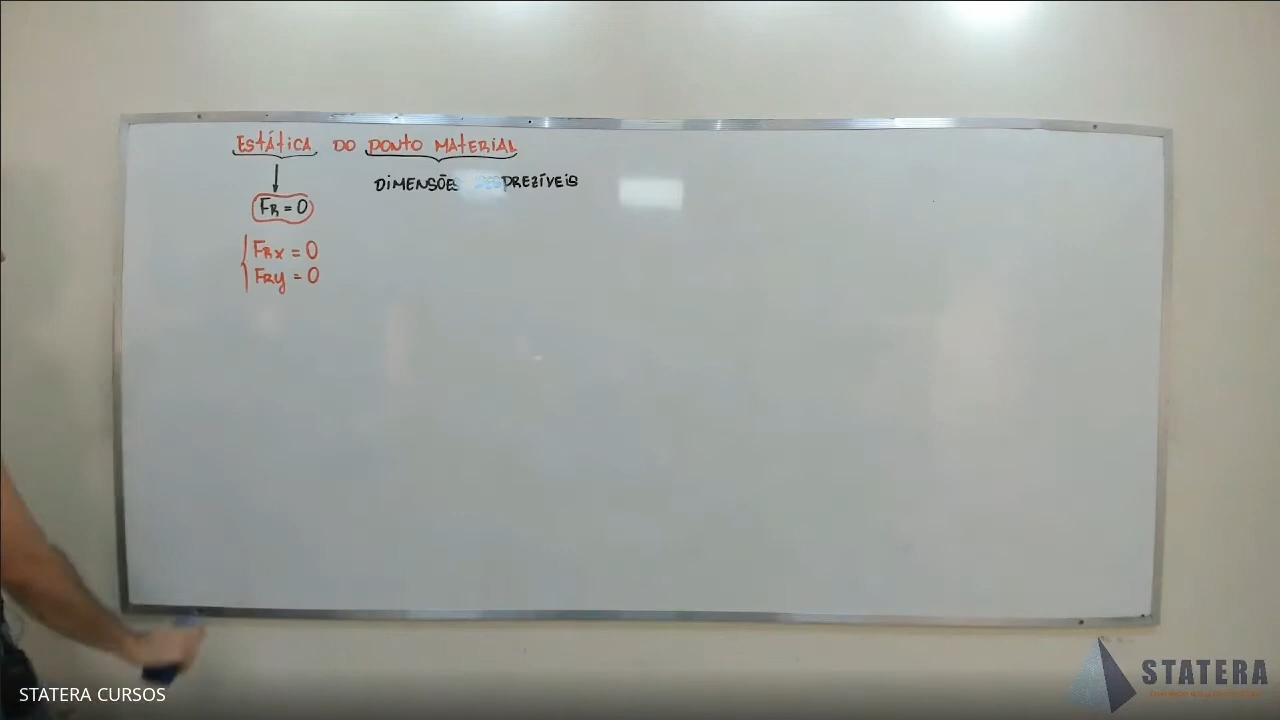 ESTÁTICA DO PONTO MATERIAL
DIMENSÕES DESPREZÍVEIS
FR = 0
FRX = 0
FRY = 0
STATERA
STATERA CURSOS